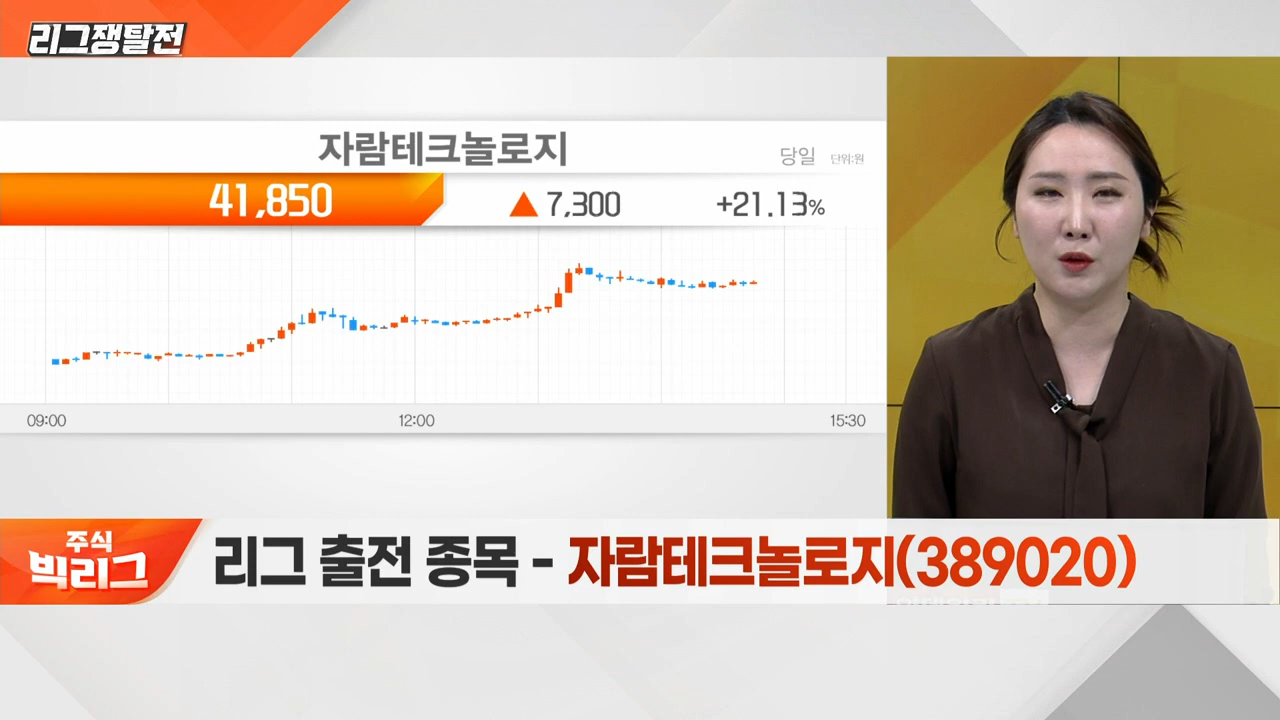 리그쟁탈전
자람테크놀로지
당일 단위:원
41,850 ▲ 7,300 +21.13%
09:00 12:00 15:30
주식
빅리그
리그 출전 종목 - 자람테크놀로지(389020)